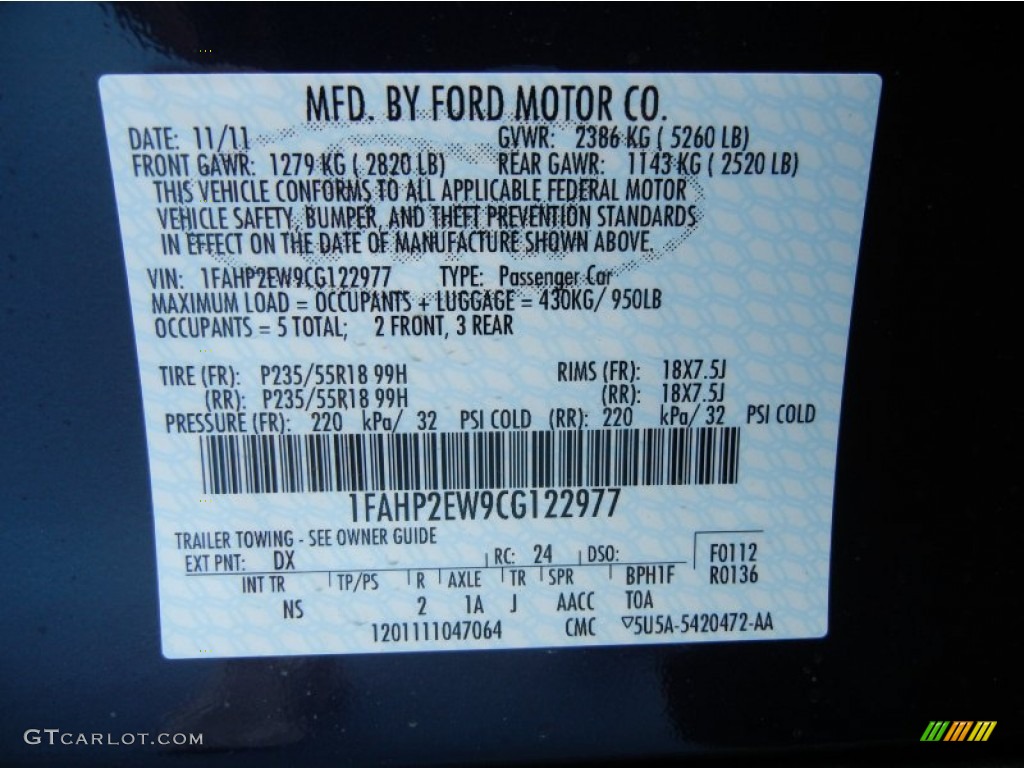 MFD. BY FORD MOTOR CO.
DATE: 11/11 GVWR: 2386 KG ( 5260 LB)
FRONT GAWR: 1279 KG ( 2820 LB) REAR GAWR: 1143 KG ( 2520 LB)
THIS VEHICLE CONFORMS TO ALL APPLICABLE FEDERAL MOTOR
VEHICLE SAFETY, BUMPER, AND THEFT PREVENTION STANDARDS
IN EFFECT ON THE DATE OF MANUFACTURE SHOWN ABOVE.
VIN: 1FAHP2EW9CG122977 TYPE: Passenger Car
MAXIMUM LOAD = OCCUPANTS + LUGGAGE = 430KG/ 950LB
OCCUPANTS = 5 TOTAL; 2 FRONT, 3 REAR
TIRE (FR): P235/55R18 99H RIMS (FR): 18X7.5J
(RR): P235/55R18 99H (RR): 18X7.5J
PRESSURE (FR): 220 kPa/ 32 PSI COLD (RR): 220 kPa/ 32 PSI COLD
1FAHP2EW9CG122977
TRAILER TOWING - SEE OWNER GUIDE
EXT PNT: DX RC: 24 DSO: F0112
INT TR TP/PS R AXLE TR SPR BPH1F R0136
NS 2 1A J AACC TOA
1201111047064 CMC ▽5U5A-5420472-AA
GTCARLOT.COM